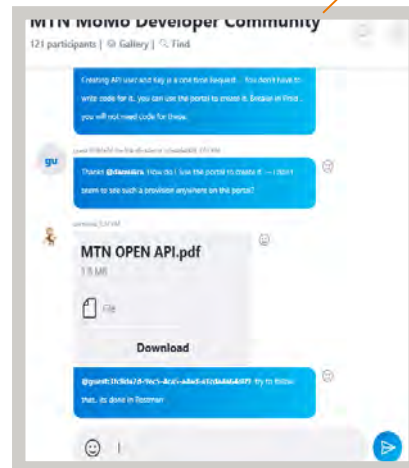 MTN MoMo Developer Community
121 participants | Gallery | Find
Creating API user and key is a one time Request... You don't have to
write code for it, you can use the portal to create it. Emrake in Prod
you will not need code for these.
gu
Thanks @damilira. How do I use the portal to create it — I don't
seem to see such a provision anywhere on the portal?
MTN OPEN API.pdf
1.8 MB
File
Download
try to follow
that, its done in Postman